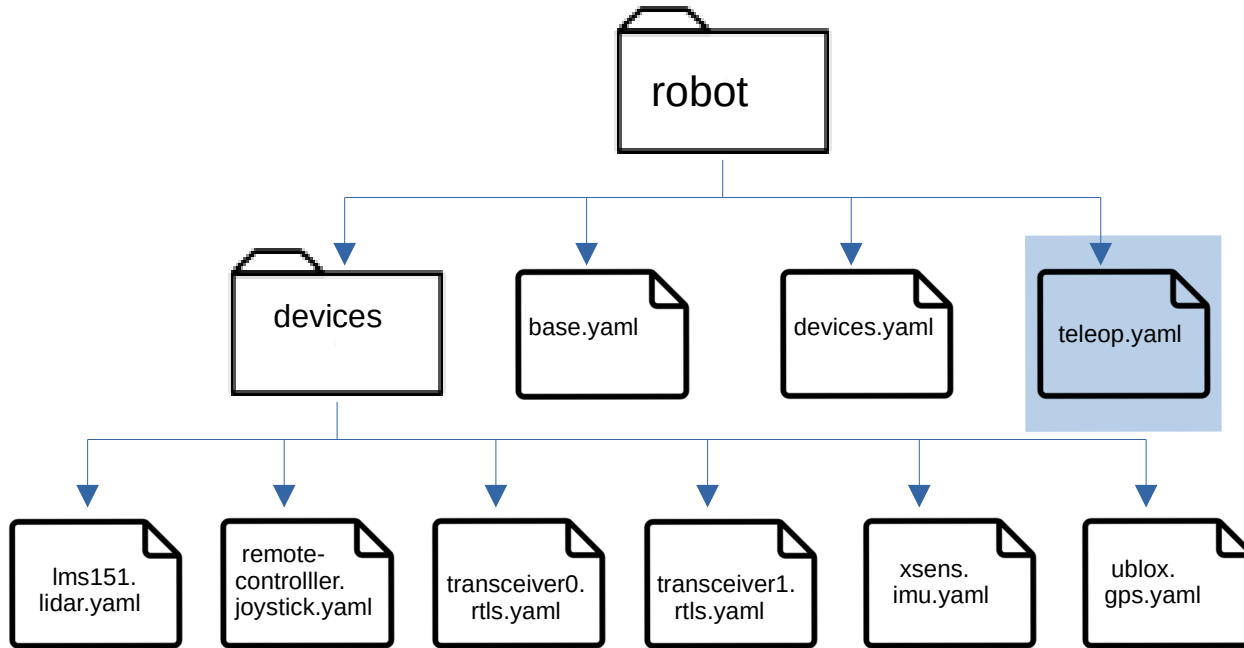 robot
devices
base.yaml
devices.yaml
teleop.yaml
lms151.
lidar.yaml
remote-
controlller.
joystick.yaml
transceiver0.
rtls.yaml
transceiver1.
rtls.yaml
xsens.
imu.yaml
ublox.
gps.yaml